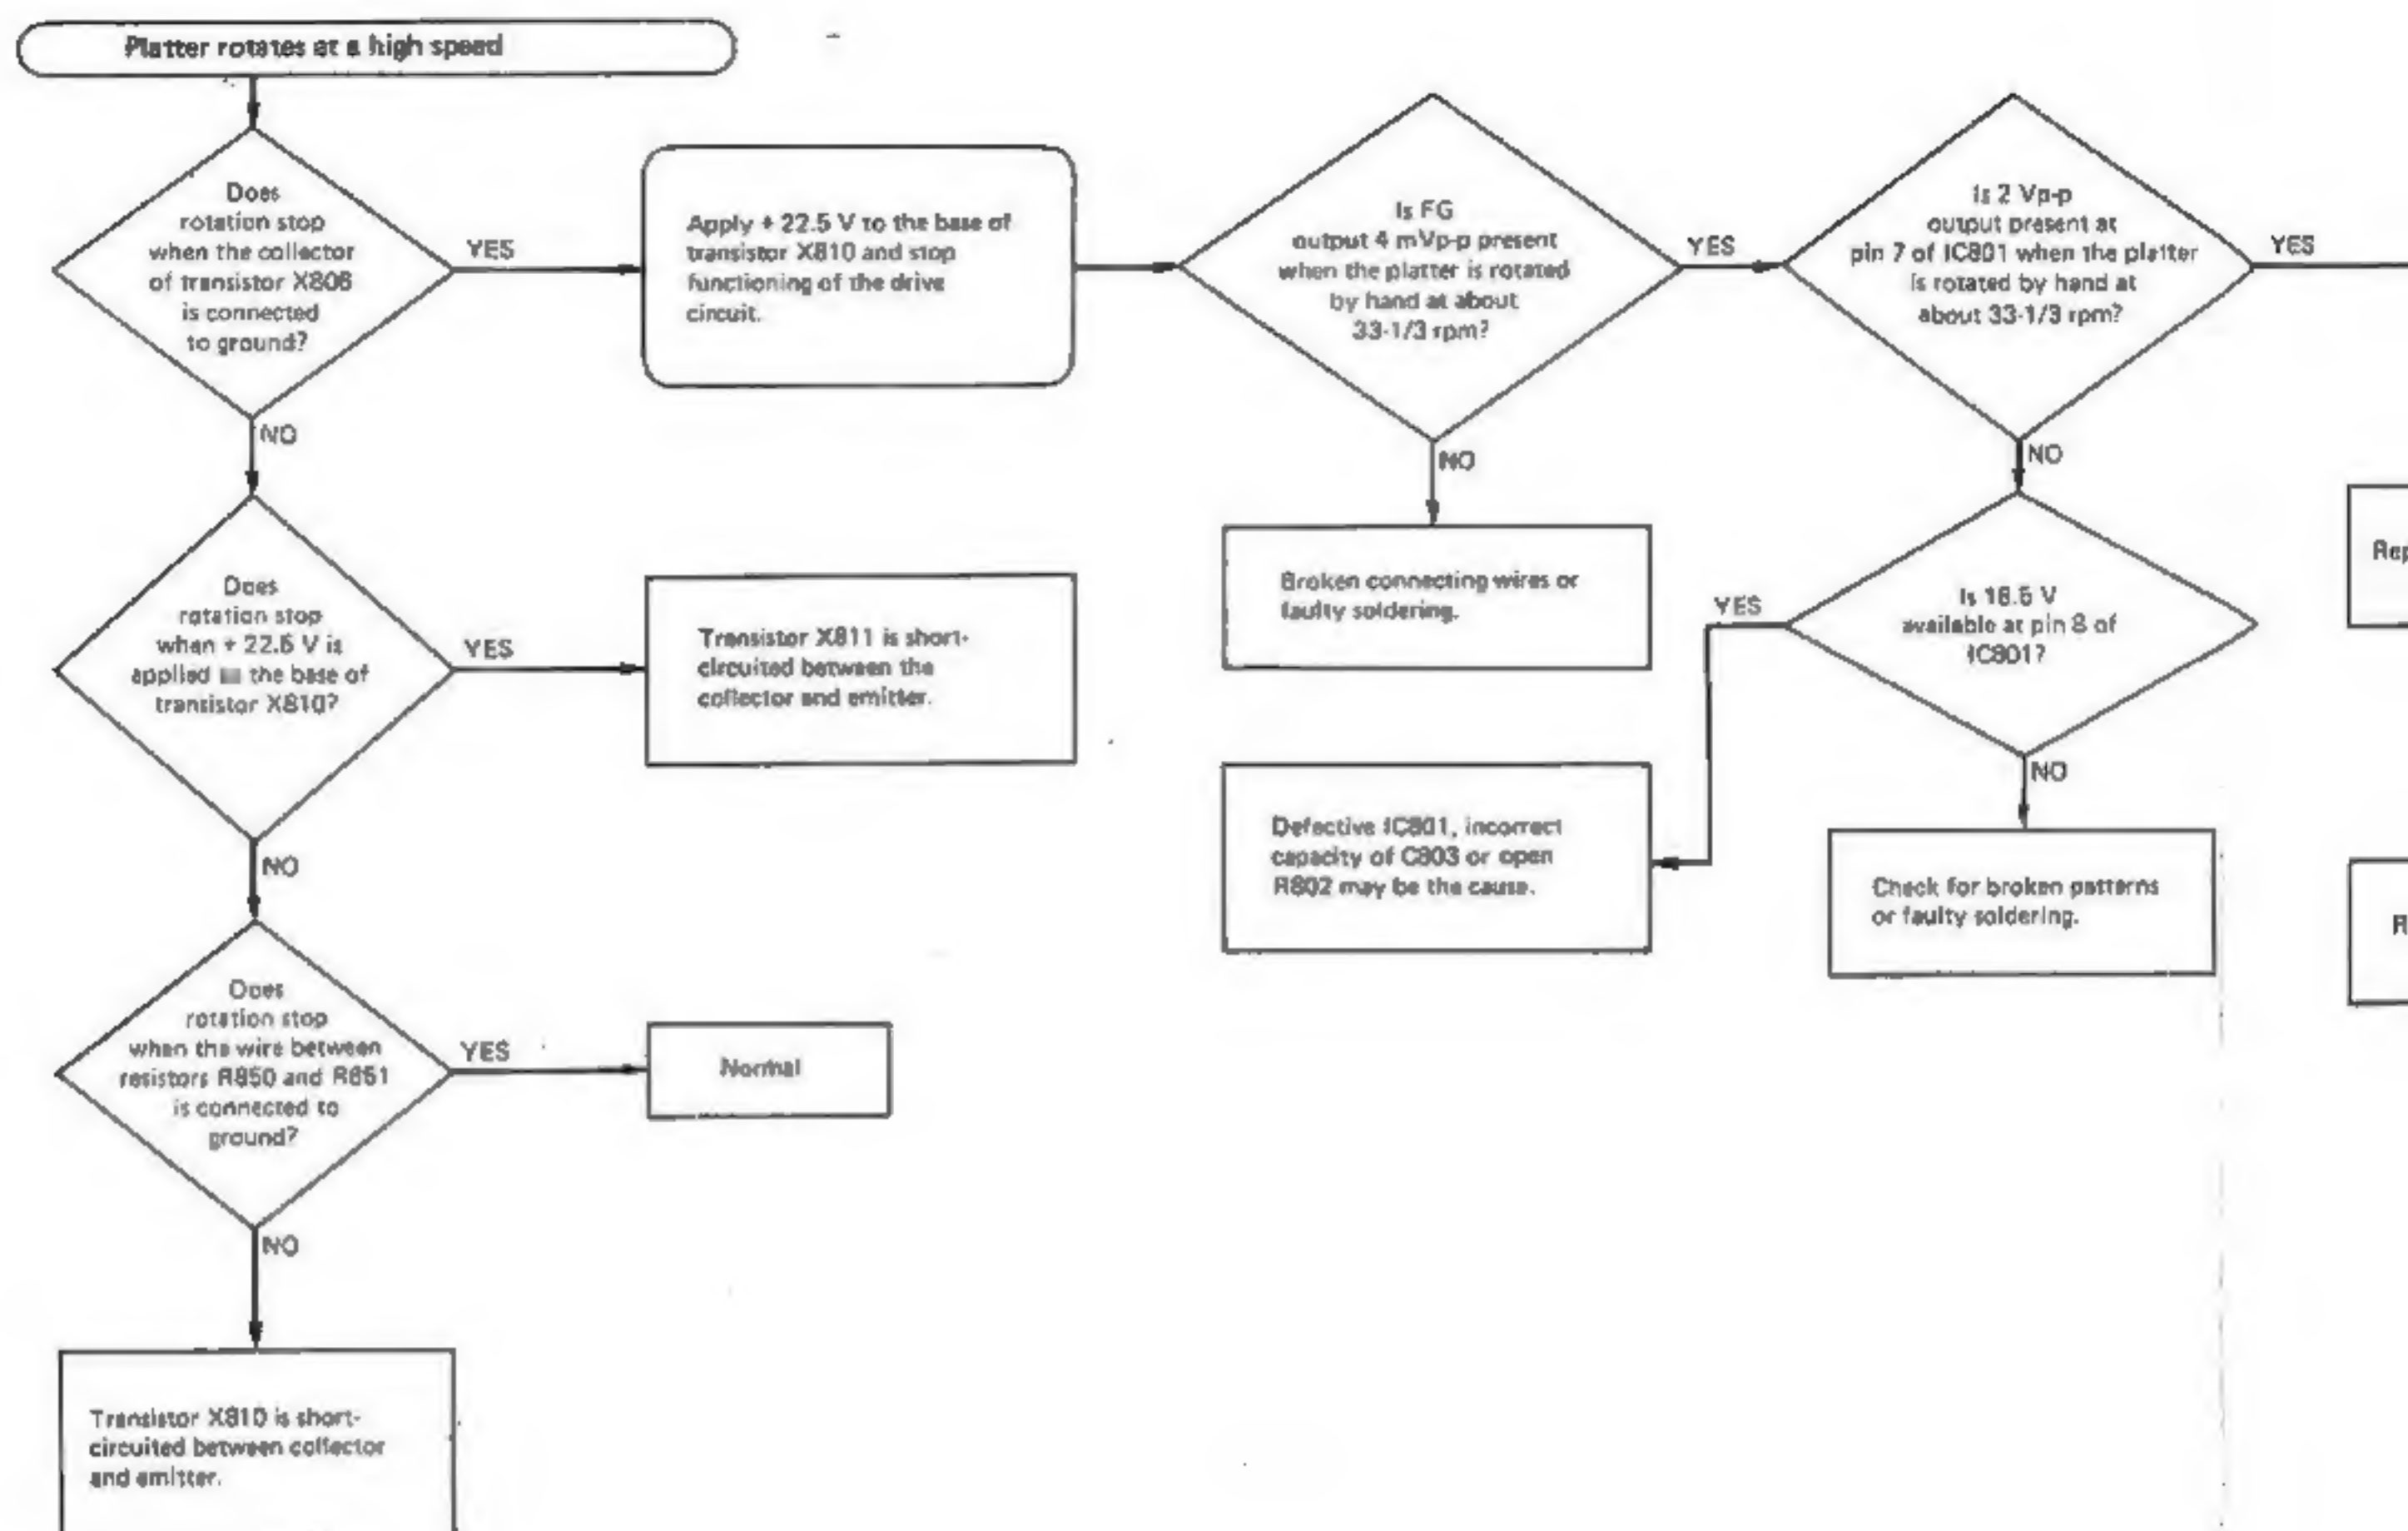 Platter rotates at a high speed
Does
rotation stop
when the collector
of transistor X808
is connected
to ground?
YES
NO
Apply + 22.5 V to the base of
transistor X810 and stop
functioning of the drive
circuit.
Is FG
output 4 mVp-p present
when the platter is rotated
by hand at about
33-1/3 rpm?
YES
NO
Is 2 Vp-p
output present at
pin 7 of IC801 when the platter
is rotated by hand at
about 33-1/3 rpm?
YES
NO
Broken connecting wires or
faulty soldering.
Is 16.5 V
available at pin 8 of
IC801?
YES
NO
Rep
Does
rotation stop
when + 22.5 V is
applied the base of
transistor X810?
YES
NO
Transistor X811 is short-
circuited between the
collector and emitter.
Defective IC801, incorrect
capacity of C803 or open
R802 may be the cause.
Check for broken patterns
or faulty soldering.
R
Does
rotation stop
when the wire between
resistors R850 and R851
is connected to
ground?
YES
NO
Normal
Transistor X810 is short-
circuited between collector
and emitter.